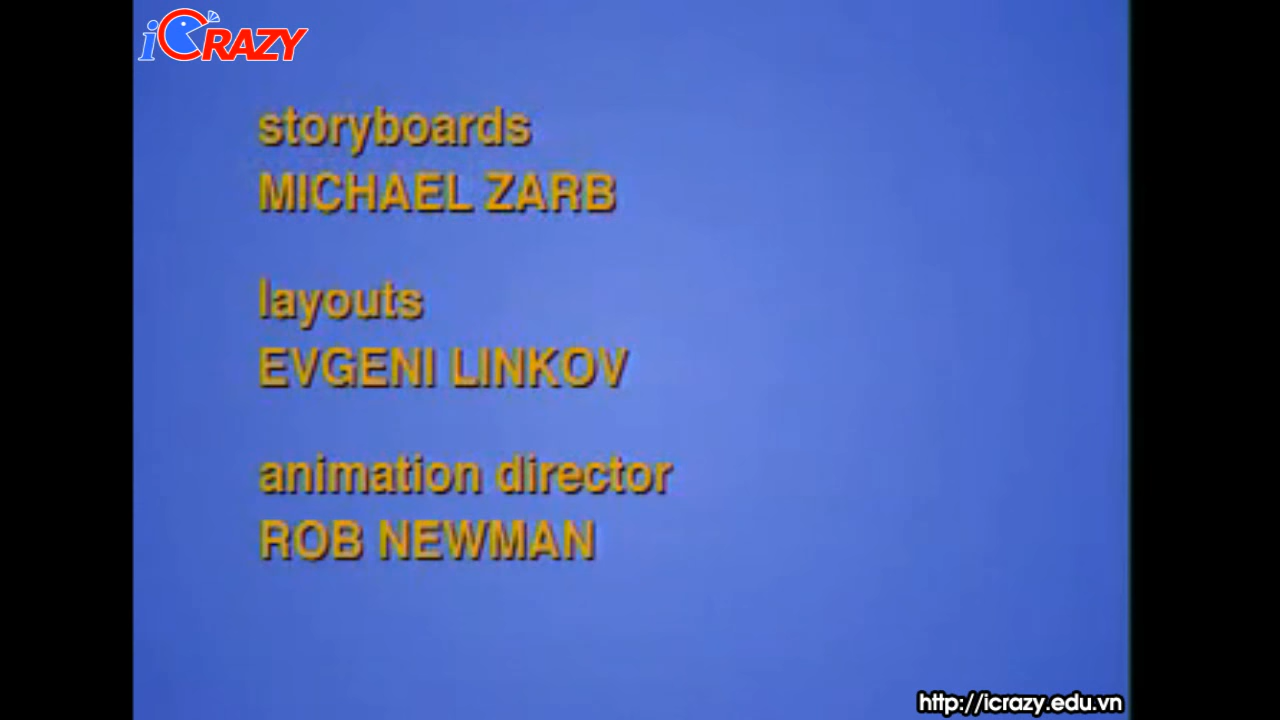 iCRAZY
storyboards
MICHAEL ZARB
layouts
EVGENI LINKOV
animation director
ROB NEWMAN
http://icrazy.edu.vn